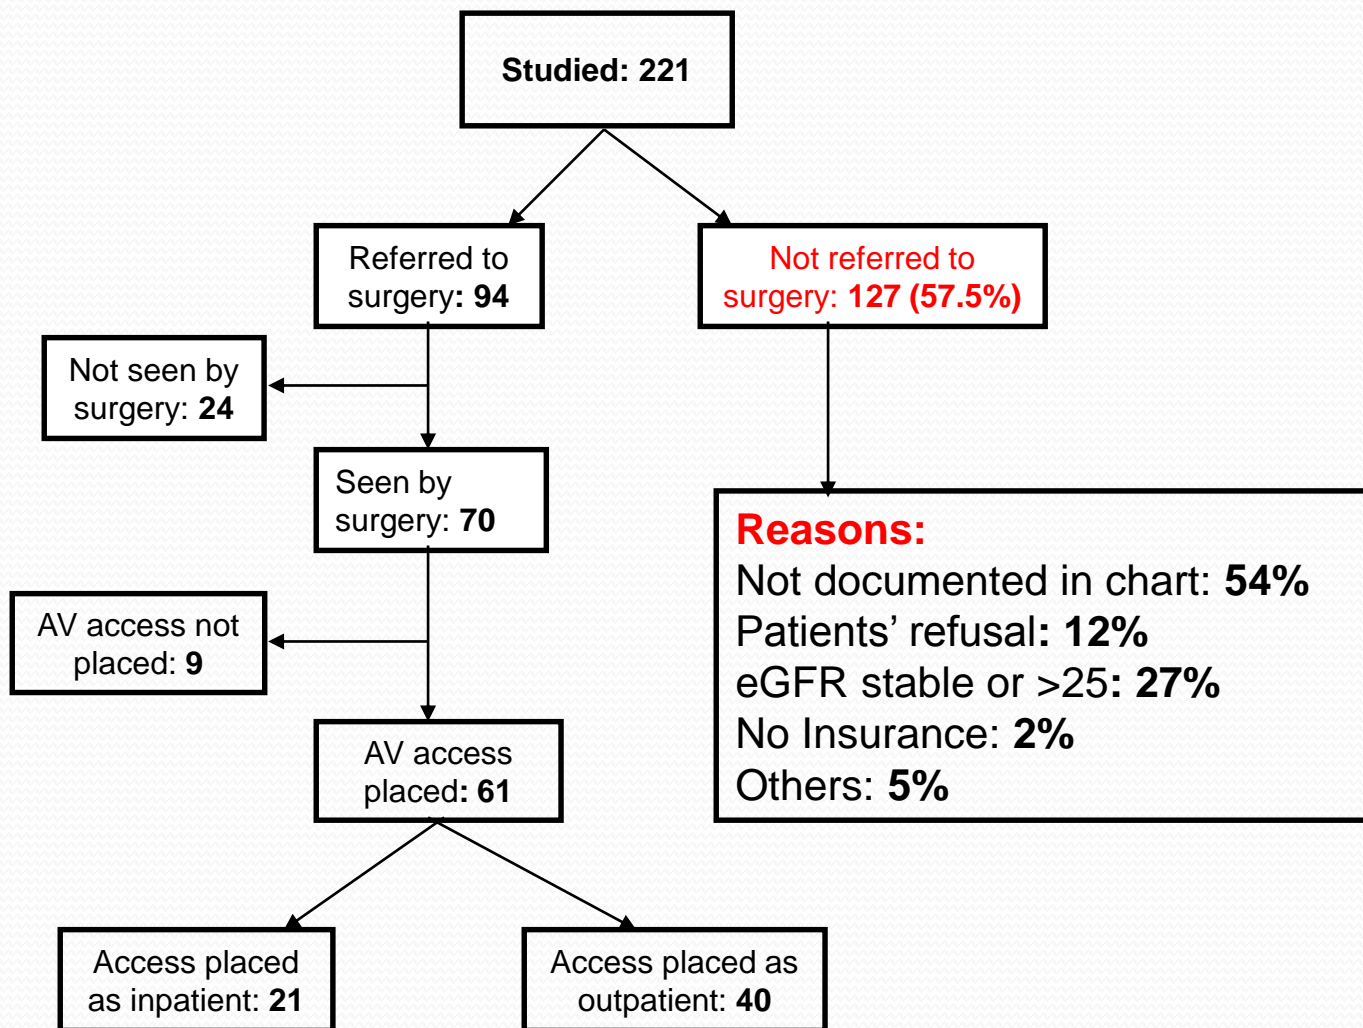 Studied: 221
Referred to
surgery: 94
Not referred to
surgery: 127 (57.5%)
Not seen by
surgery: 24
Seen by
surgery: 70
Reasons:
Not documented in chart: 54%
Patients’ refusal: 12%
eGFR stable or >25: 27%
No Insurance: 2%
Others: 5%
AV access not
placed: 9
AV access
placed: 61
Access placed
as inpatient: 21
Access placed as
outpatient: 40